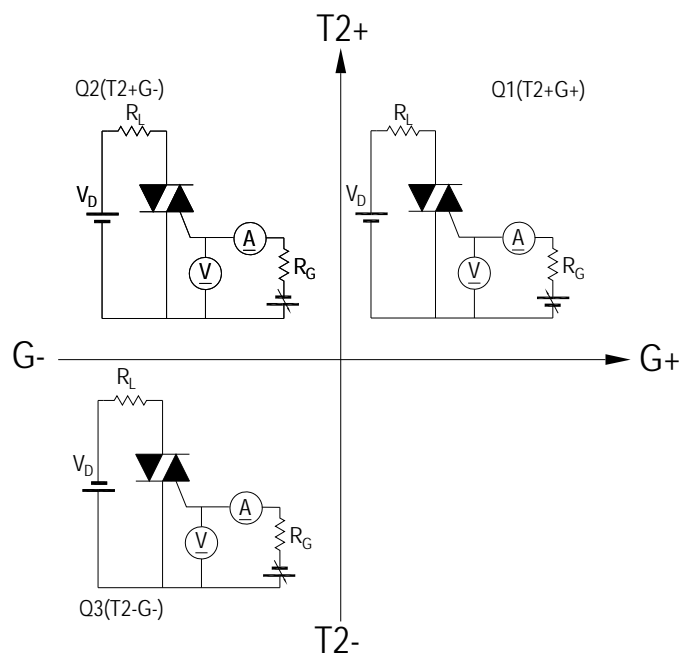 T2+
Q2(T2+G-)
Q1(T2+G+)
RL
RL
VD
VD
A
A
V
V
RG
RG
G-
G+
RL
VD
A
V
RG
Q3(T2-G-)
T2-